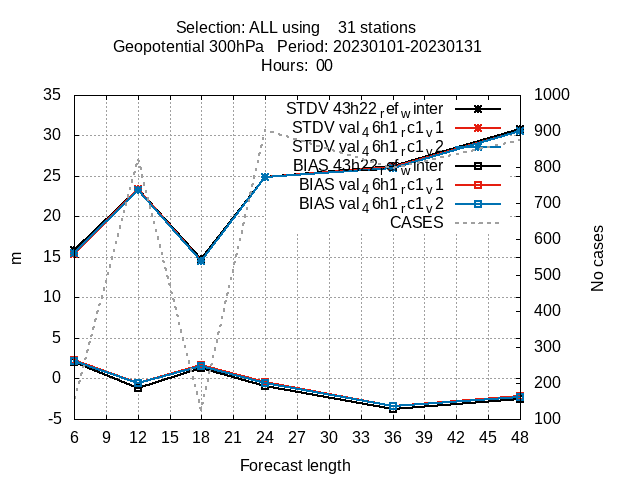 Selection: ALL using 31 stations
Geopotential 300hPa Period: 20230101-20230131
Hours: 00
35 1000
STDV 43h22_ref_winter
STDV val_46h1_rc1_v1
30 900
STDV val_46h1_rc1_v2
BIAS 43h22_ref_winter
25 800
BIAS val_46h1_rc1_v1
BIAS val_46h1_rc1_v2
20 700
CASES
600
15 500
10 400
5 300
0 200
-5 100
m
No cases
6 9 12 15 18 21 24 27 30 33 36 39 42 45 48
Forecast length